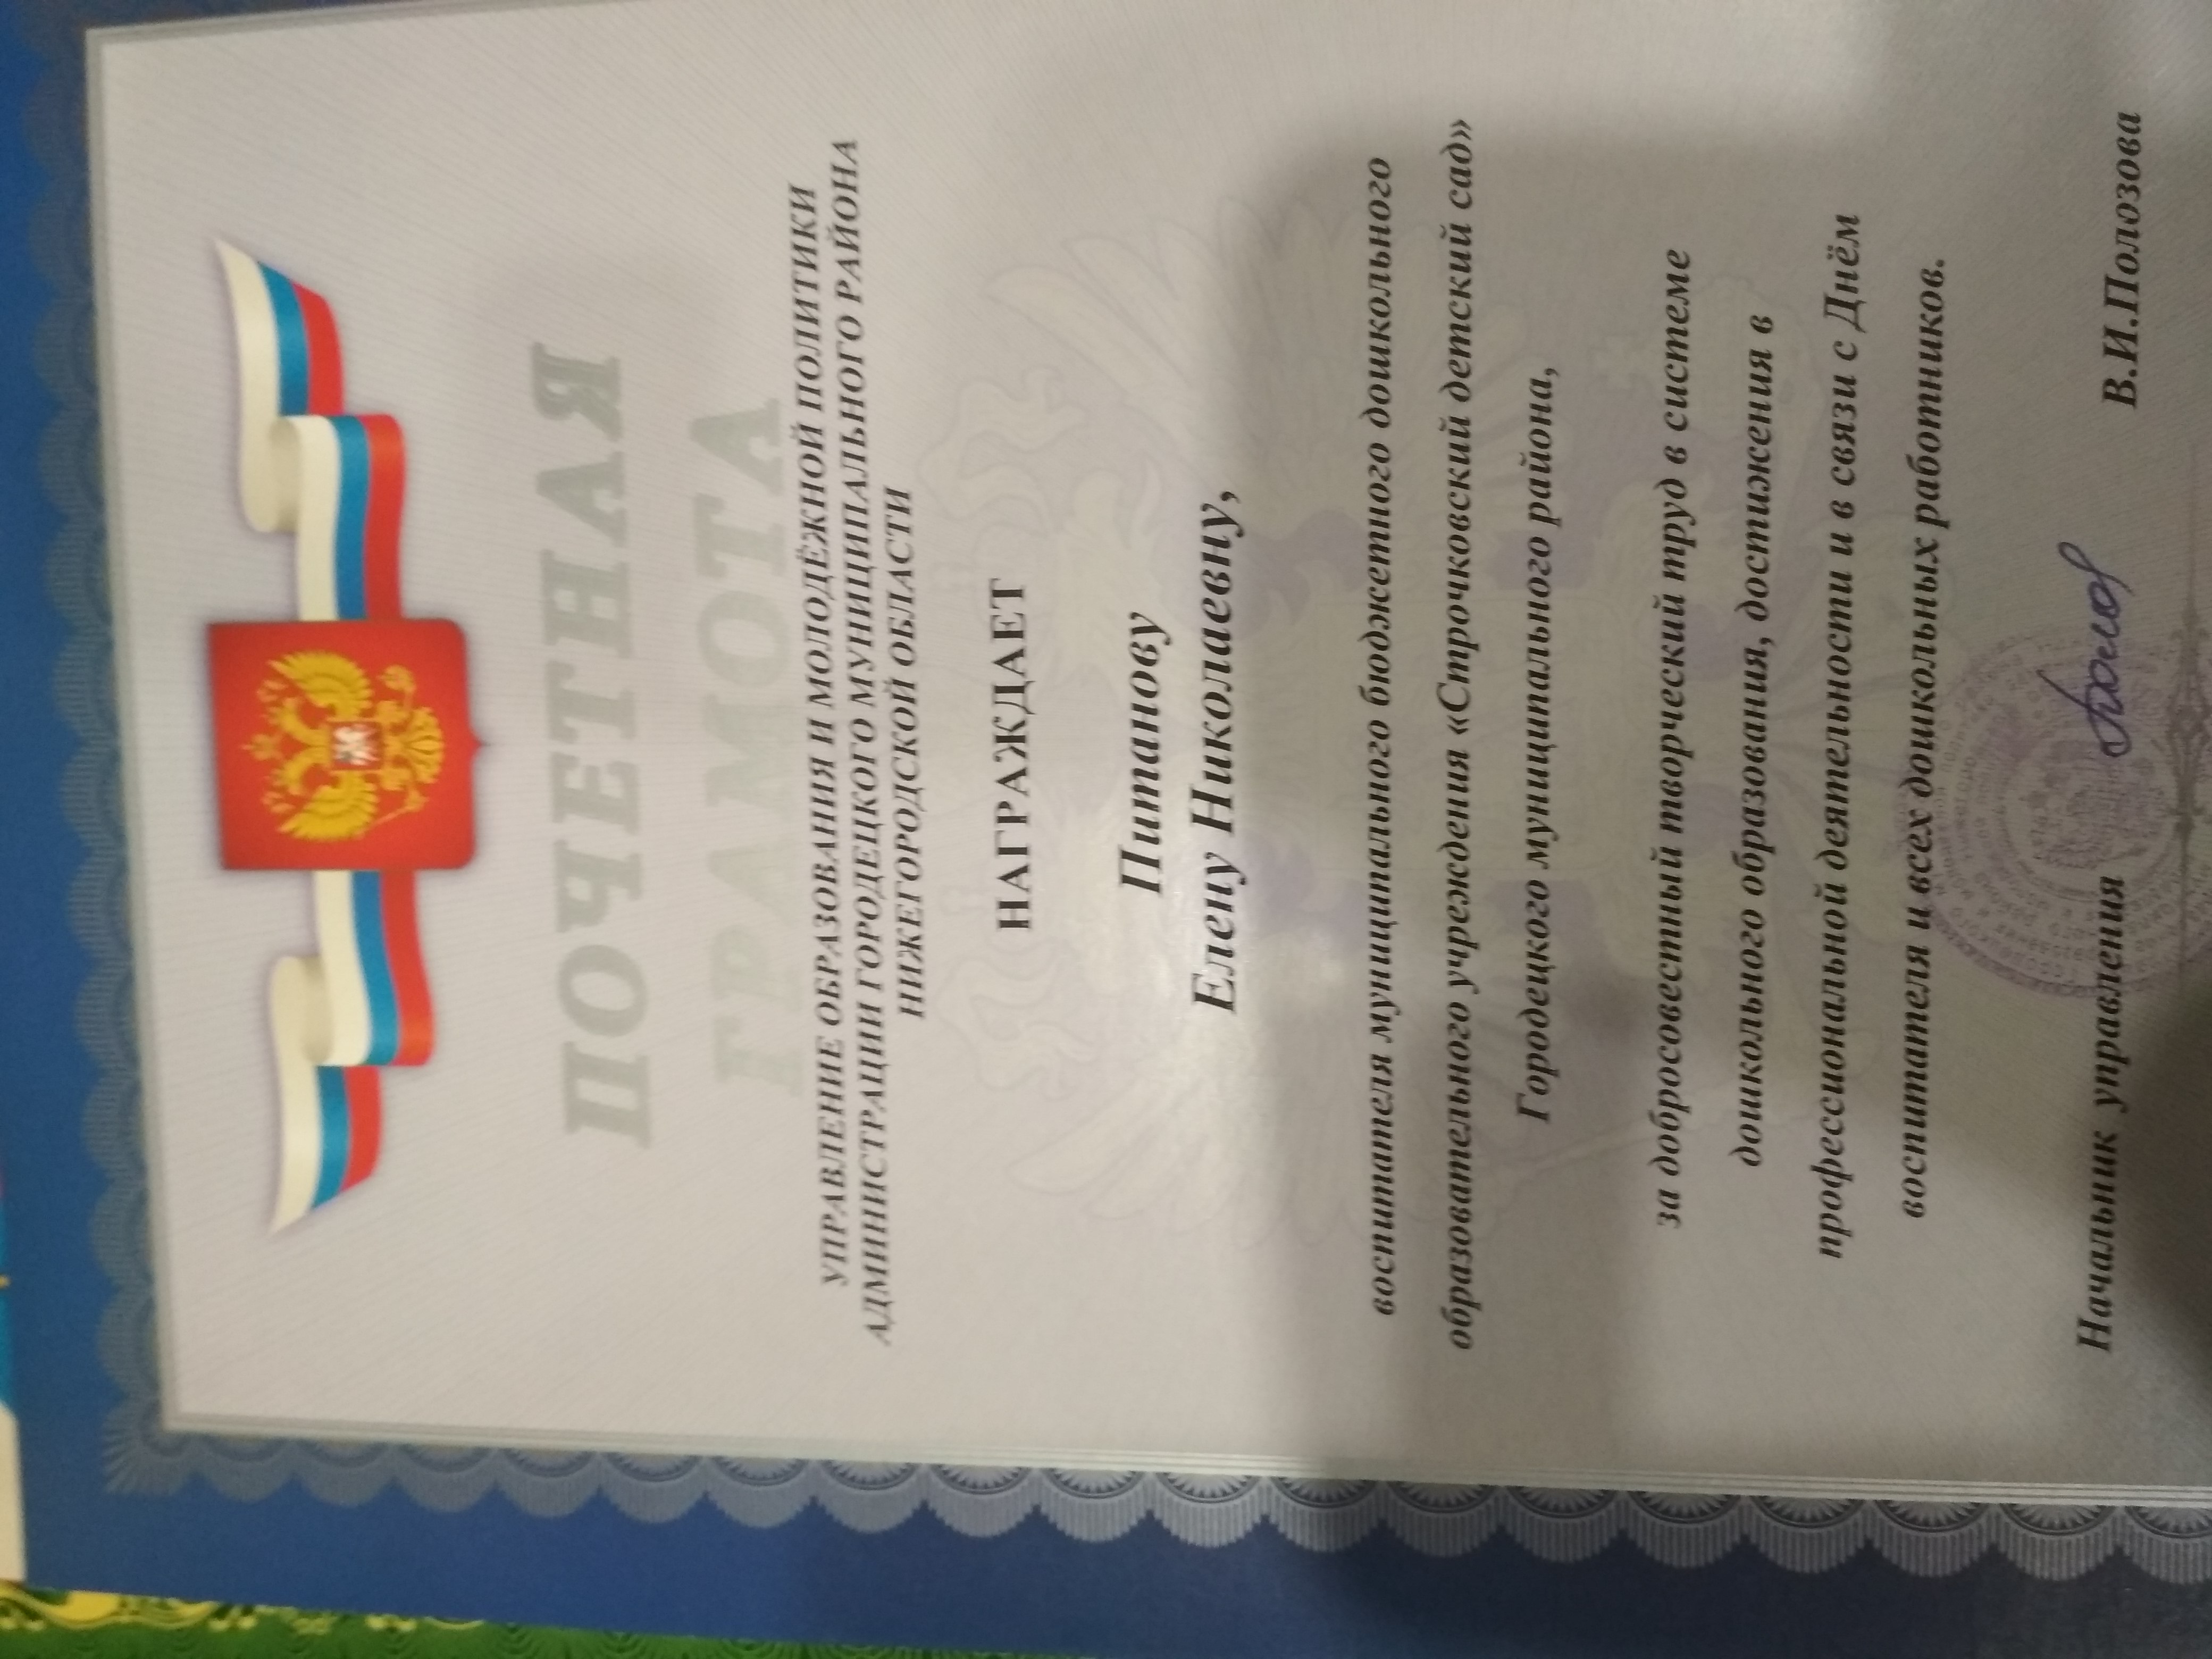 ПОЧЕТНАЯ
ГРАМОТА
УПРАВЛЕНИЕ ОБРАЗОВАНИЯ И МОЛОДЁЖНОЙ ПОЛИТИКИ
АДМИНИСТРАЦИИ ГОРОДЕЦКОГО МУНИЦИПАЛЬНОГО РАЙОНА
НИЖЕГОРОДСКОЙ ОБЛАСТИ
НАГРАЖДАЕТ
Питанову
Елену Николаевну,
воспитателя муниципального бюджетного дошкольного
образовательного учреждения «Строчковский детский сад»
Городецкого муниципального района,
за добросовестный творческий труд в системе
дошкольного образования, достижения в
профессиональной деятельности и в связи с Днём
воспитателя и всех дошкольных работников.
Начальник управления В.И.Полозова